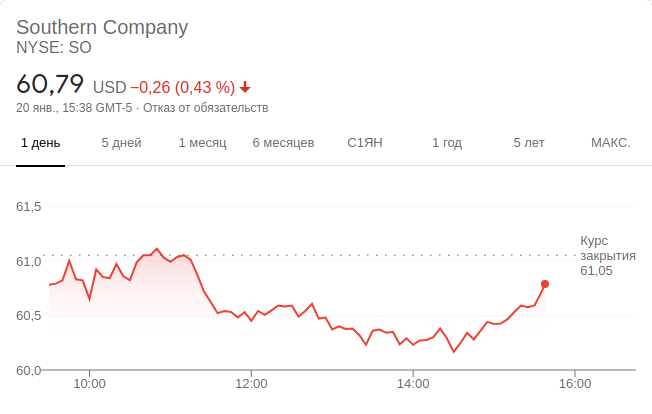 Southern Company
NYSE: SO
60,79 USD −0,26 (0,43 %)
20 янв., 15:38 GMT-5 · Отказ от обязательств
1 день 5 дней 1 месяц 6 месяцев С1ЯН 1 год 5 лет МАКС.
61,5
61,0
60,5
60,0
Курс
закрытия
61,05
10:00 12:00 14:00 16:00